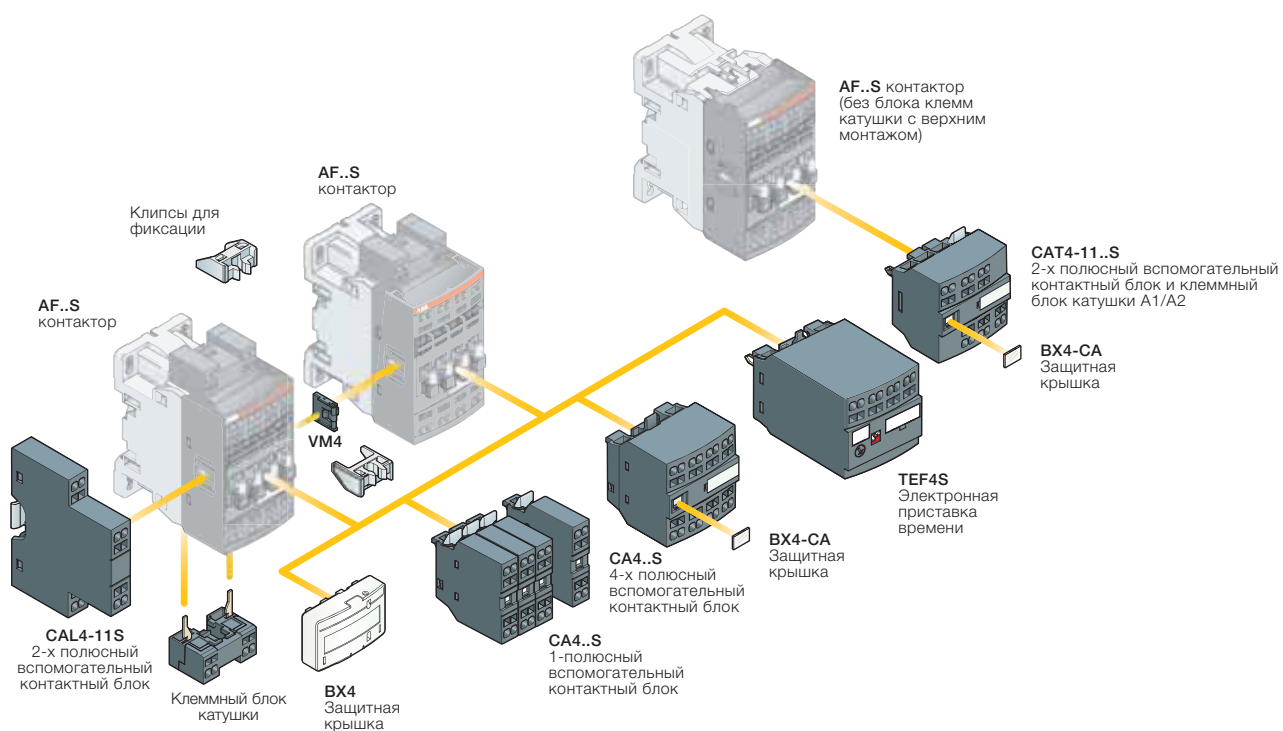 AF..S контактор
(без блока клемм
катушки с верхним
монтажом)
AF..S
контактор
Клипсы для
фиксации
AF..S
контактор
CAT4-11..S
2-х полюсный вспомогательный
контактный блок и клеммный
блок катушки A1/A2
BX4-CA
Защитная
крышка
VM4
TEF4S
Электронная
приставка
времени
BX4-CA
Защитная
крышка
CA4..S
4-х полюсный
вспомогательный
контактный блок
CAL4-11S
2-х полюсный
вспомогательный
контактный блок
CA4..S
1-полюсный
вспомогательный
контактный блок
Клеммный блок
катушки
BX4
Защитная
крышка